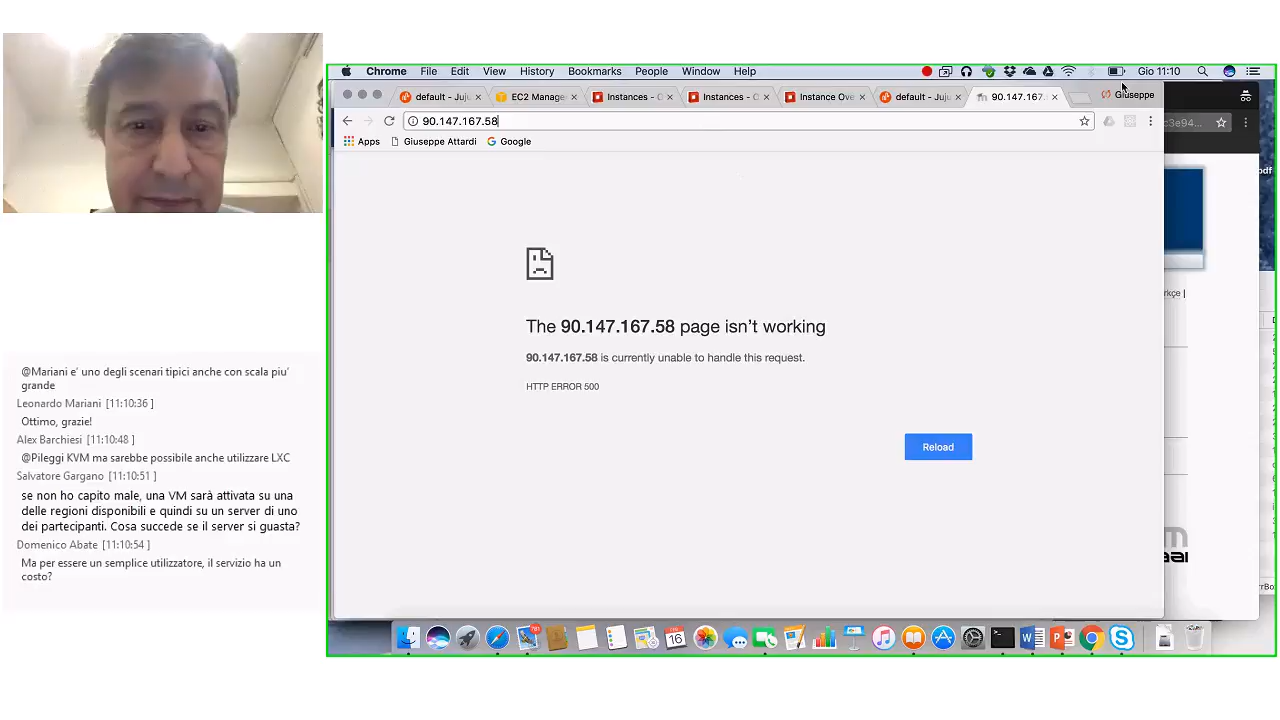 Chrome File Edit View History Bookmarks People Window Help Gio 11:10
default - Juju EC2 Manage Instances - O Instances - O Instance Ove default - Juju 90.147.167. Giuseppe
90.147.167.58
c3e94...
Apps Giuseppe Attardi Google
pdf
The 90.147.167.58 page isn't working
90.147.167.58 is currently unable to handle this request.
HTTP ERROR 500
Reload
rkçe |
aai
781
16
@Mariani e' uno degli scenari tipici anche con scala piu'
grande
Leonardo Mariani [11:10:36 ]
Ottimo, grazie!
Alex Barchiesi [11:10:48 ]
@Pileggi KVM ma sarebbe possibile anche utilizzare LXC
Salvatore Gargano [11:10:51 ]
se non ho capito male, una VM sarà attivata su una
delle regioni disponibili e quindi su un server di uno
dei partecipanti. Cosa succede se il server si guasta?
Domenico Abate [11:10:54 ]
Ma per essere un semplice utilizzatore, il servizio ha un
costo?